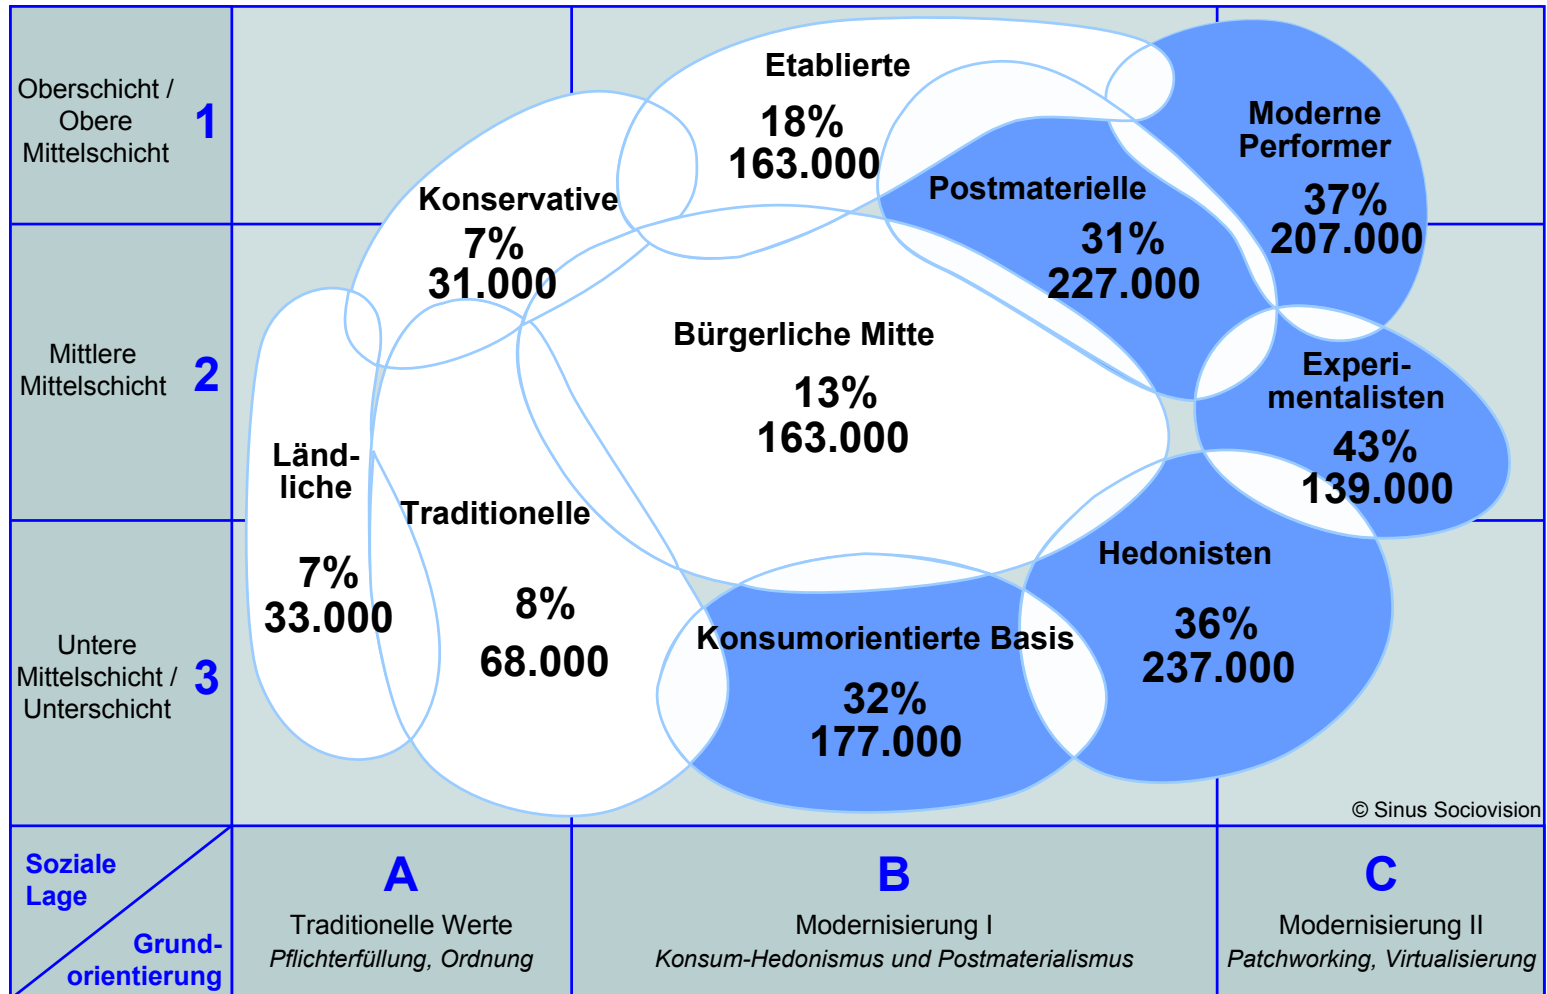 Oberschicht /
Obere
Mittelschicht
1
Mittlere
Mittelschicht
2
Untere
Mittelschicht /
Unterschicht
3
Etablierte
18%
163.000
Moderne
Performer
37%
207.000
Postmaterielle
31%
227.000
Konservative
7%
31.000
Bürgerliche Mitte
13%
163.000
Experi-
mentalisten
43%
139.000
Länd-
liche
7%
33.000
Traditionelle
8%
68.000
Hedonisten
36%
237.000
Konsumorientierte Basis
32%
177.000
© Sinus Sociovision
Soziale
Lage
Grund-
orientierung
A
Traditionelle Werte
Pflichterfüllung, Ordnung
B
Modernisierung I
Konsum-Hedonismus und Postmaterialismus
C
Modernisierung II
Patchworking, Virtualisierung